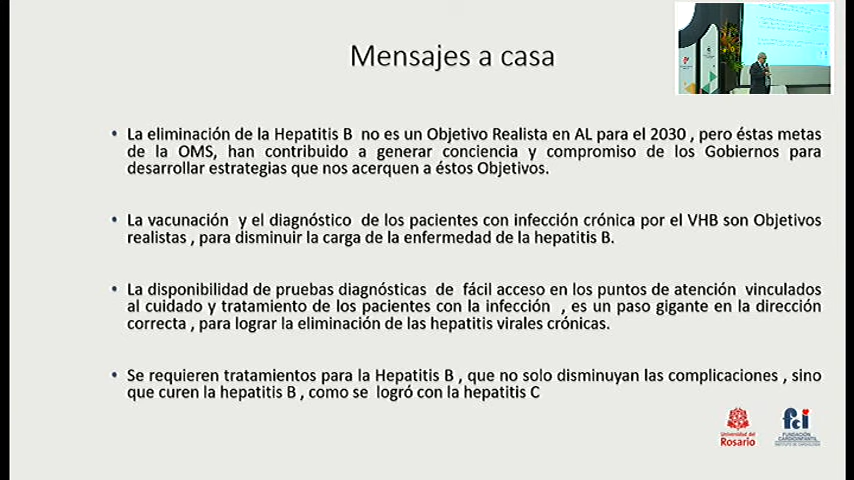 Mensajes a casa
• La eliminación de la Hepatitis B no es un Objetivo Realista en AL para el 2030 , pero éstas metas
de la OMS, han contribuido a generar conciencia y compromiso de los Gobiernos para
desarrollar estrategias que nos acerquen a éstos Objetivos.
• La vacunación y el diagnóstico de los pacientes con infección crónica por el VHB son Objetivos
realistas , para disminuir la carga de la enfermedad de la hepatitis B.
• La disponibilidad de pruebas diagnósticas de fácil acceso en los puntos de atención vinculados
al cuidado y tratamiento de los pacientes con la infección , es un paso gigante en la dirección
correcta , para lograr la eliminación de las hepatitis virales crónicas.
• Se requieren tratamientos para la Hepatitis B , que no solo disminuyan las complicaciones , sino
que curen la hepatitis B , como se logró con la hepatitis C
Universidad del
Rosario
fci
FUNDACIÓN
CARDIOINFANTIL